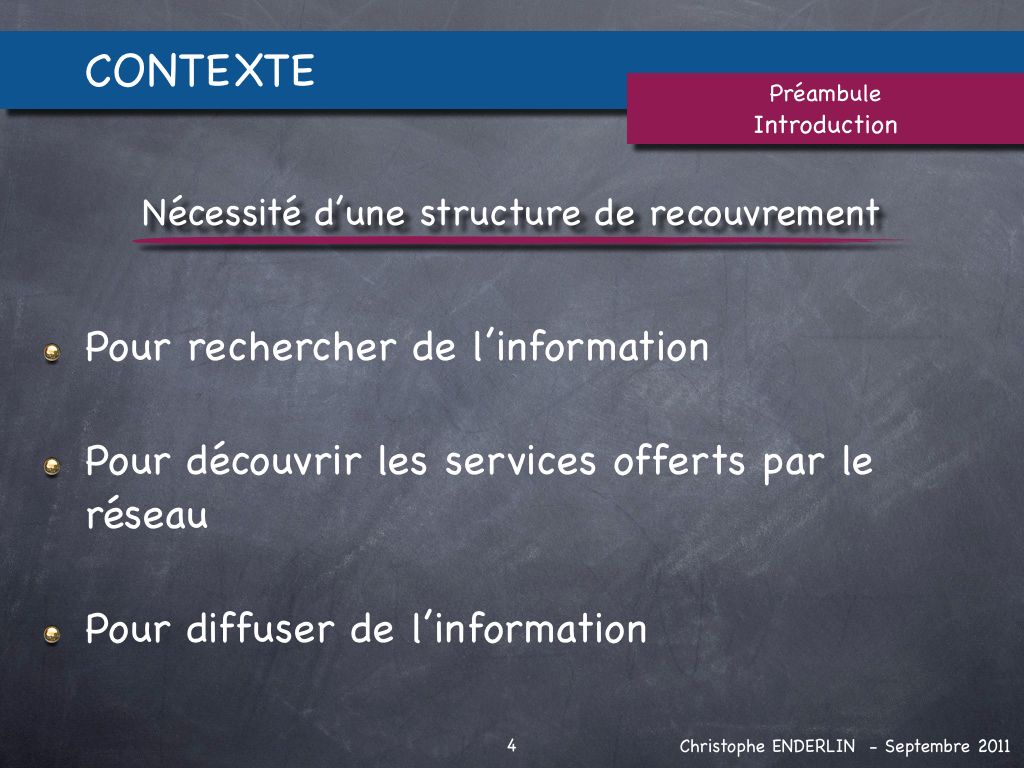 CONTEXTE
Préambule
Introduction
Nécessité d'une structure de recouvrement
Pour rechercher de l'information
Pour découvrir les services offerts par le
réseau
Pour diffuser de l'information
4
Christophe ENDERLIN - Septembre 2011